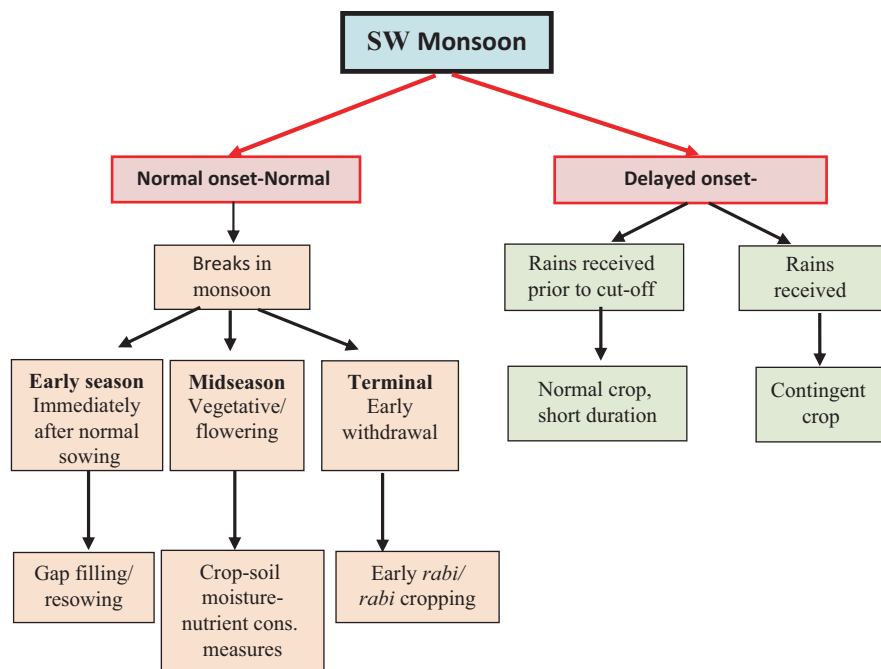 SW Monsoon
Normal onset-Normal
Delayed onset-
Breaks in
monsoon
Rains received
prior to cut-off
Rains
received
Early season
Immediately
after normal
sowing
Midseason
Vegetative/
flowering
Terminal
Early
withdrawal
Normal crop,
short duration
Contingent
crop
Gap filling/
resowing
Crop-soil
moisture-
nutrient cons.
measures
Early rabi/
rabi cropping